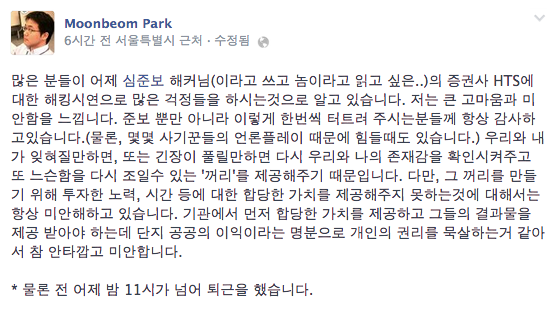 Moonbeom Park
6시간 전 서울특별시 근처 · 수정됨
많은 분들이 어제 심준보 해커님(이라고 쓰고 놈이라고 읽고 싶은..)의 증권사 HTS에
대한 해킹시연으로 많은 걱정들을 하시는것으로 알고 있습니다. 저는 큰 고마움과 미
안함을 느낍니다. 준보 뿐만 아니라 이렇게 한번씩 터트려 주시는분들께 항상 감사하
고있습니다.(물론, 몇몇 사기꾼들의 언론플레이 때문에 힘들때도 있습니다.) 우리와 내
가 잊혀질만하면, 또는 긴장이 풀릴만하면 다시 우리와 나의 존재감을 확인시켜주고
또 느슨함을 다시 조일수 있는 '꺼리'를 제공해주기 때문입니다. 다만, 그 꺼리를 만들
기 위해 투자한 노력, 시간 등에 대한 합당한 가치를 제공해주지 못하는것에 대해서는
항상 미안해하고 있습니다. 기관에서 먼저 합당한 가치를 제공하고 그들의 결과물을
제공 받아야 하는데 단지 공공의 이익이라는 명분으로 개인의 권리를 묵살하는거 같아
서 참 안타깝고 미안합니다.
* 물론 전 어제 밤 11시가 넘어 퇴근을 했습니다.